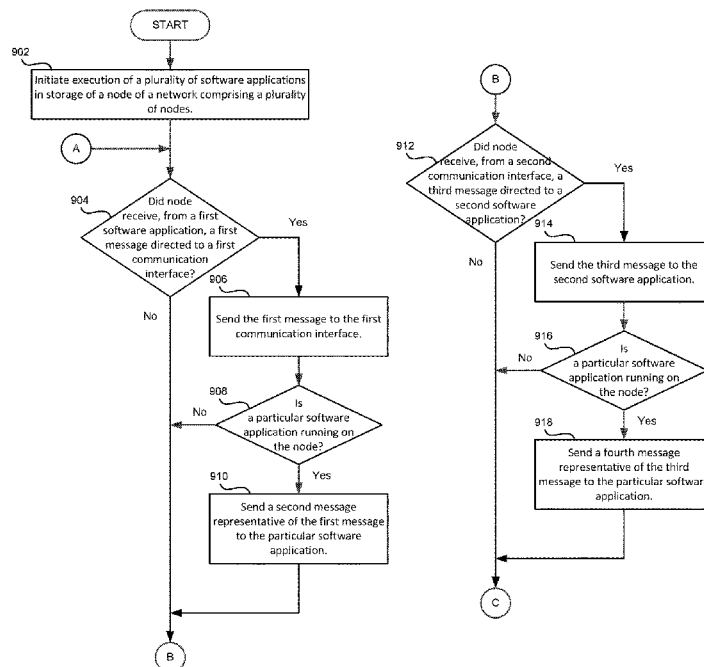 START
902
Initiate execution of a plurality of software applications
in storage of a node of a network comprising a plurality
of nodes.
A
904
Did node
receive, from a first
software application, a first
message directed to a first
communication interface?
Yes
No
906
Send the first message to the first
communication interface.
908
Is
a particular software
application running on
the node?
No
Yes
910
Send a second message
representative of the first message
to the particular software
application.
B
B
912
Did node
receive, from a second
communication interface, a
third message directed to a
second software
application?
Yes
No
914
Send the third message to the
second software application.
916
Is
a particular software
application running on the
node?
No
Yes
918
Send a fourth message
representative of the third
message to the particular software
application.
C